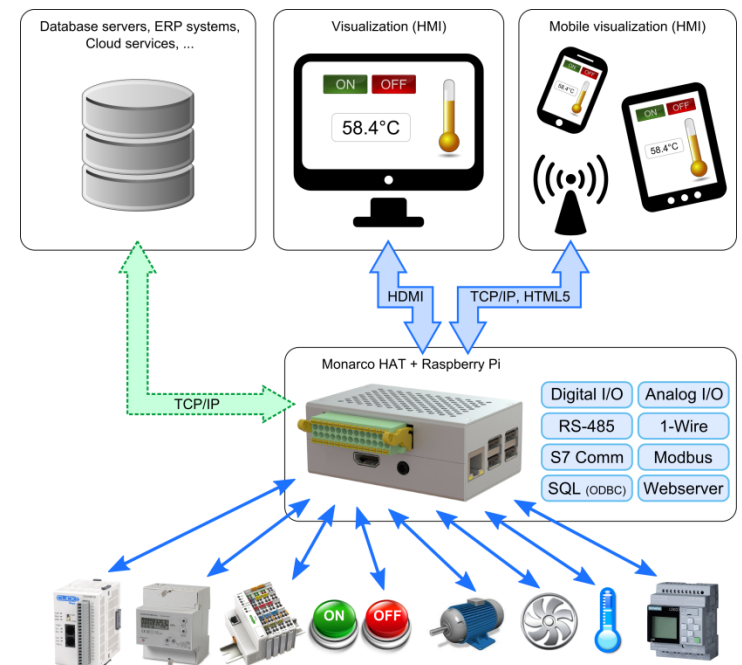 Database servers, ERP systems,
Cloud services, ...
Visualization (HMI)
ON OFF
58.4°C
Mobile visualization (HMI)
ON OFF
58.4°C
ON OFF
58.4°C
HDMI
TCP/IP, HTML5
TCP/IP
Monarco HAT + Raspberry Pi
Digital I/O
Analog I/O
RS-485
1-Wire
S7 Comm
Modbus
SQL (ODBC)
Webserver
CLICK
ON
OFF